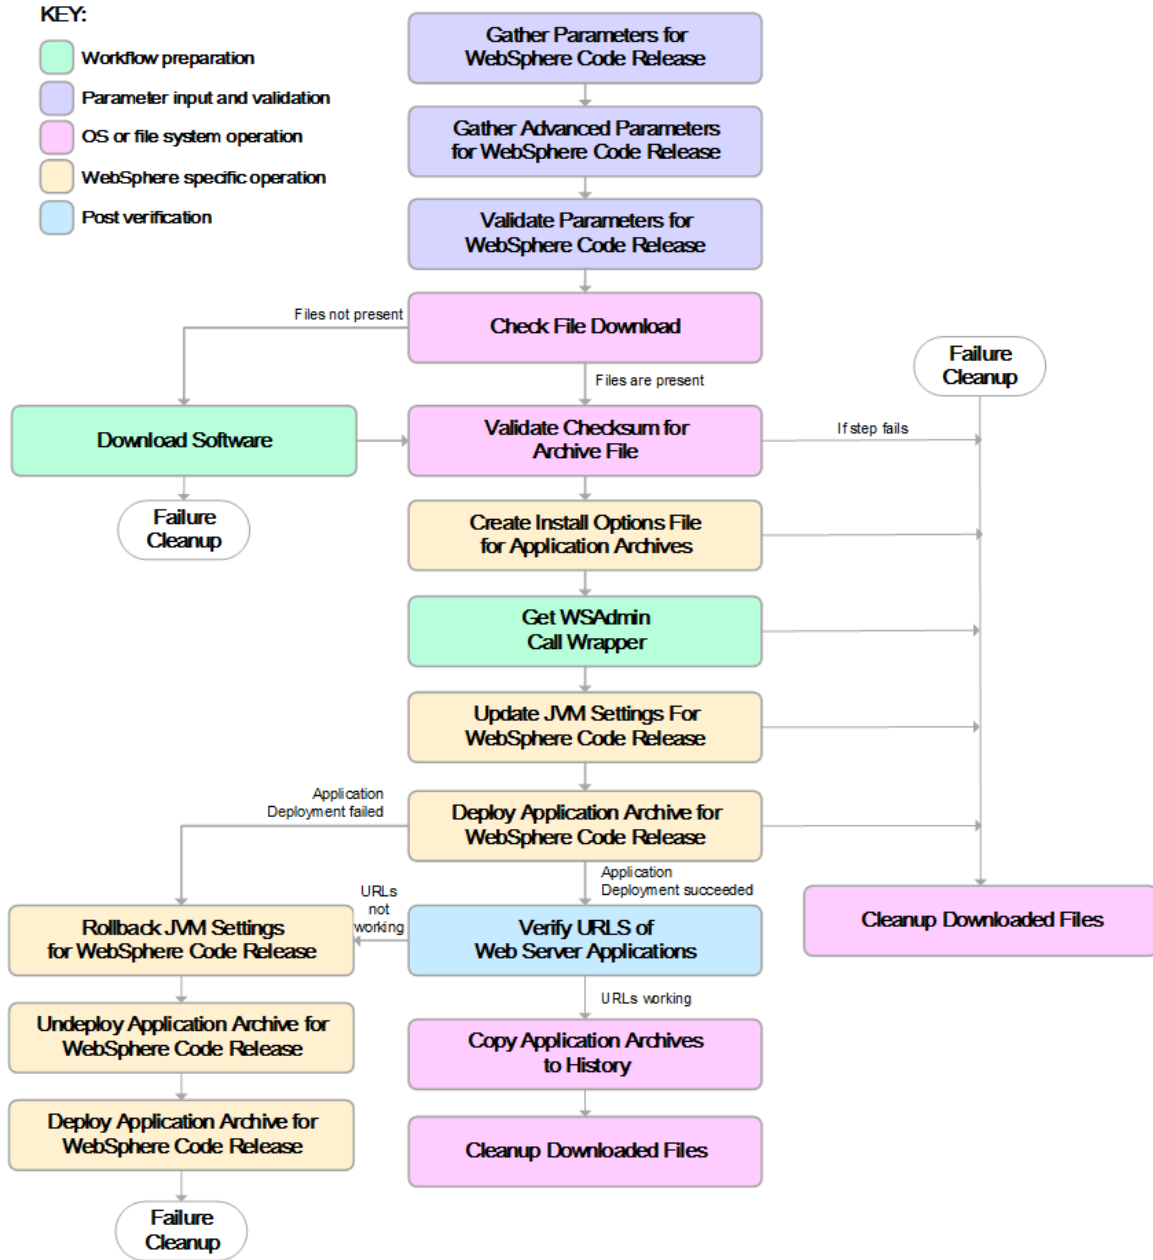 KEY:
Workflow preparation
Parameter input and validation
OS or file system operation
WebSphere specific operation
Post verification
Gather Parameters for
WebSphere Code Release
Gather Advanced Parameters
for WebSphere Code Release
Validate Parameters for
WebSphere Code Release
Files not present
Check File Download
Files are present
Failure
Cleanup
Download Software
Validate Checksum for
Archive File
If step fails
Failure
Cleanup
Create Install Options File
for Application Archives
Get WSAdmin
Call Wrapper
Update JVM Settings For
WebSphere Code Release
Application
Deployment failed
Deploy Application Archive for
WebSphere Code Release
Application
Deployment succeeded
URLs
not
working
Rollback JVM Settings
for WebSphere Code Release
Verify URLS of
Web Server Applications
Cleanup Downloaded Files
URLs working
Undeploy Application Archive for
WebSphere Code Release
Copy Application Archives
to History
Deploy Application Archive for
WebSphere Code Release
Cleanup Downloaded Files
Failure
Cleanup